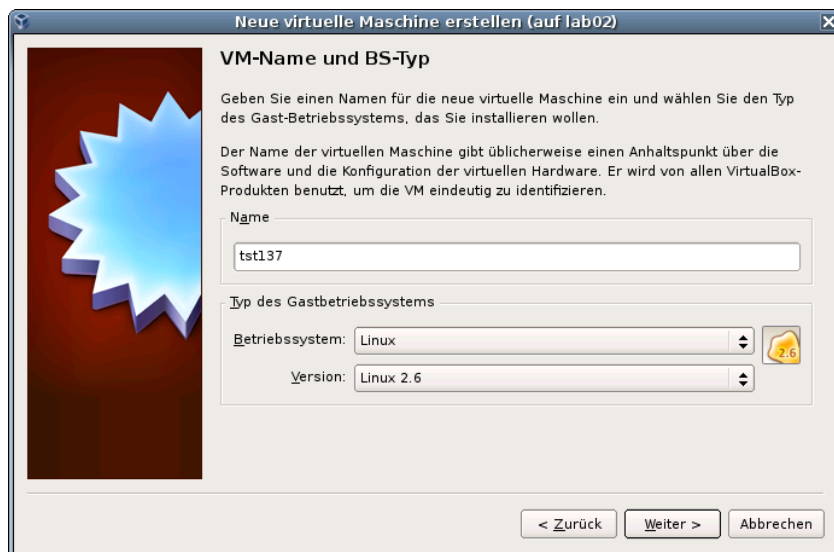 Neue virtuelle Maschine erstellen (auf lab02)
VM-Name und BS-Typ
Geben Sie einen Namen für die neue virtuelle Maschine ein und wählen Sie den Typ
des Gast-Betriebssystems, das Sie installieren wollen.
Der Name der virtuellen Maschine gibt üblicherweise einen Anhaltspunkt über die
Software und die Konfiguration der virtuellen Hardware. Er wird von allen VirtualBox-
Produkten benutzt, um die VM eindeutig zu identifizieren.
Name
tst137
Typ des Gastbetriebssystems
Betriebssystem: Linux
2.6
Version: Linux 2.6
< Zurück Weiter > Abbrechen